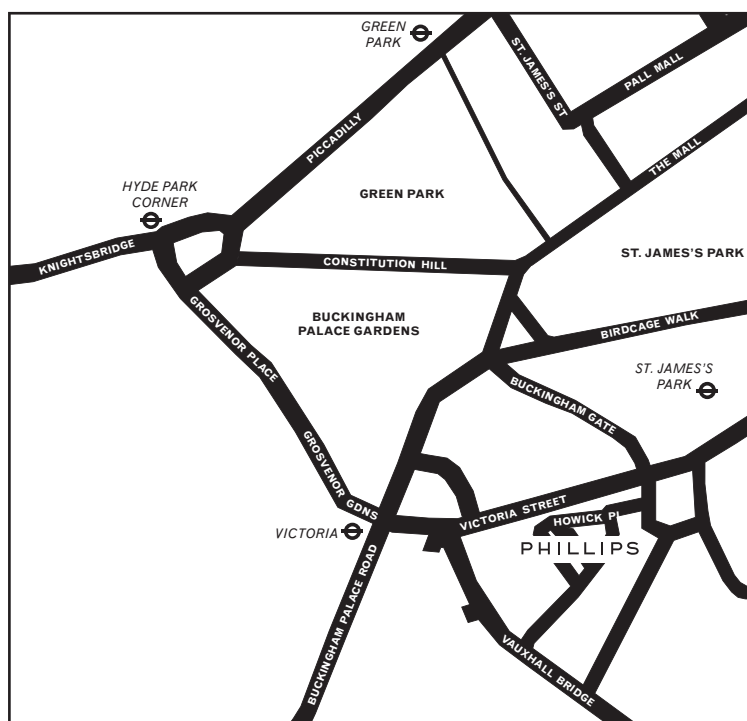 GREEN
PARK
ST. JAMES'S ST
PALL MALL
PICCADILLY
THE MALL
HYDE PARK
CORNER
GREEN PARK
KNIGHTSBRIDGE
CONSTITUTION HILL
ST. JAMES'S PARK
GROSVENOR PLACE
BUCKINGHAM
PALACE GARDENS
BIRDCAGE WALK
ST. JAMES'S
PARK
BUCKINGHAM GATE
GROSVENOR GDNS
VICTORIA STREET
HOWICK PL
VICTORIA
PHILLIPS
BUCKINGHAM PALACE ROAD
VAUXHALL BRIDGE